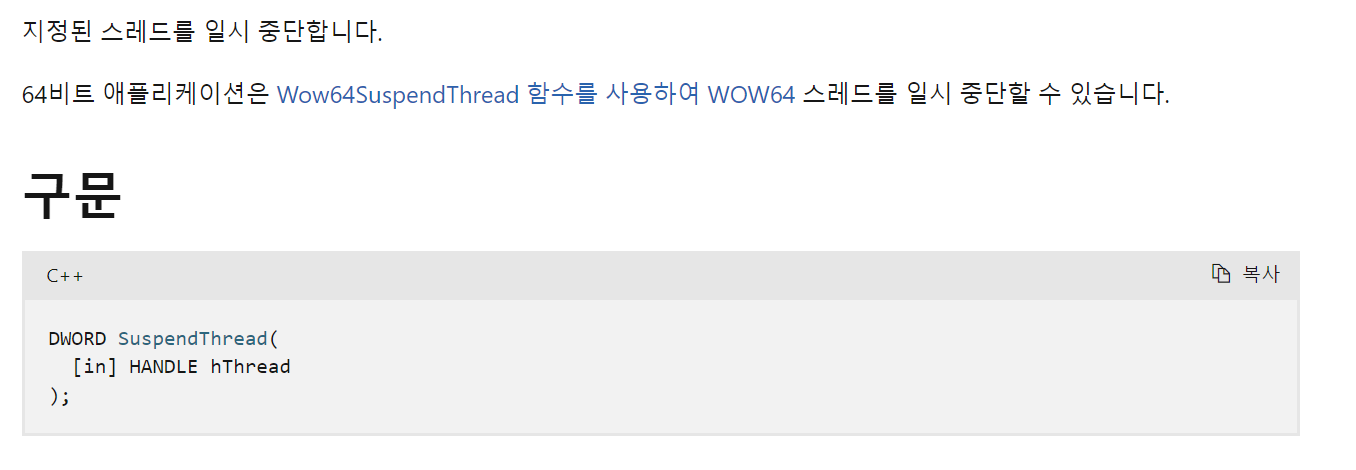 지정된 스레드를 일시 중단합니다.
64비트 애플리케이션은 Wow64SuspendThread 함수를 사용하여 WOW64 스레드를 일시 중단할 수 있습니다.
구문
C++ 복사
DWORD SuspendThread(
  [in] HANDLE hThread
);